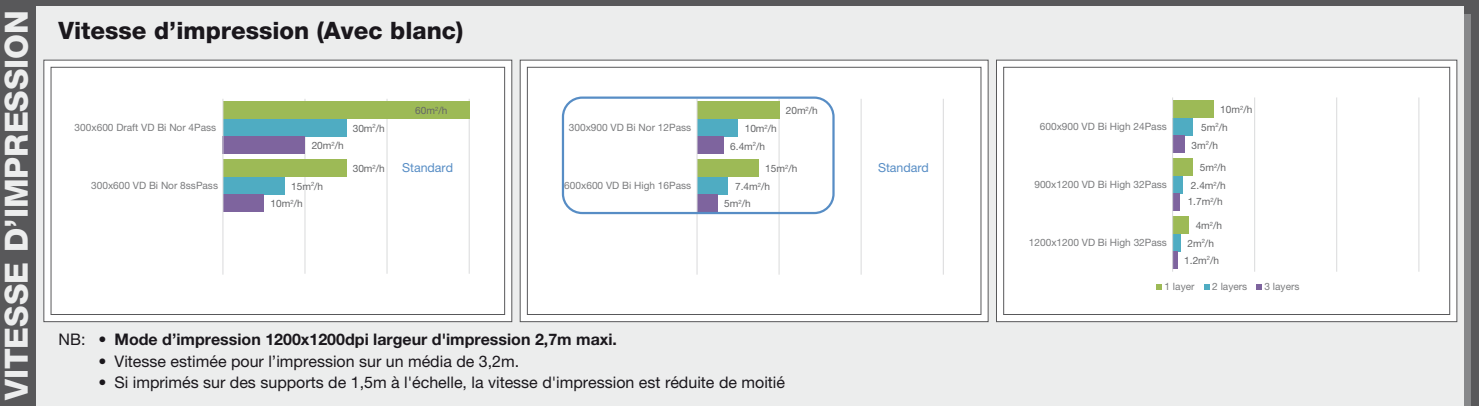 VITESSE D'IMPRESSION
Vitesse d’impression (Avec blanc)
60m²/h
300x600 Draft VD Bi Nor 4Pass
30m²/h
20m²/h
30m²/h
Standard
300x600 VD Bi Nor 8ssPass
15m²/h
10m²/h
20m²/h
300x900 VD Bi Nor 12Pass
10m²/h
6.4m²/h
15m²/h
Standard
600x600 VD Bi High 16Pass
7.4m²/h
5m²/h
10m²/h
600x900 VD Bi High 24Pass
5m²/h
3m²/h
5m²/h
900x1200 VD Bi High 32Pass
2.4m²/h
1.7m²/h
4m²/h
1200x1200 VD Bi High 32Pass
2m²/h
1.2m²/h
1 layer 2 layers 3 layers
NB: • Mode d’impression 1200x1200dpi largeur d'impression 2,7m maxi.
• Vitesse estimée pour l’impression sur un média de 3,2m.
• Si imprimés sur des supports de 1,5m à l'échelle, la vitesse d'impression est réduite de moitié